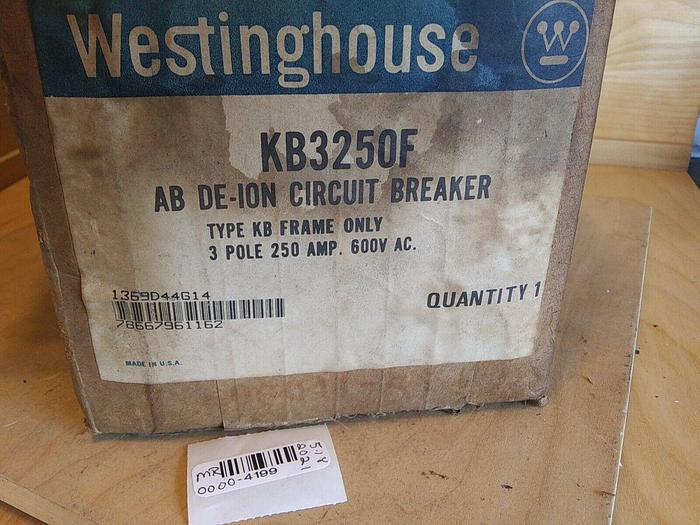 Westinghouse
W
KB3250F
AB DE-ION CIRCUIT BREAKER
TYPE KB FRAME ONLY
3 POLE 250 AMP. 600V AC.
1369D44G14
78667961162
QUANTITY 1
MADE IN U.S.A.
MR
0000-4199